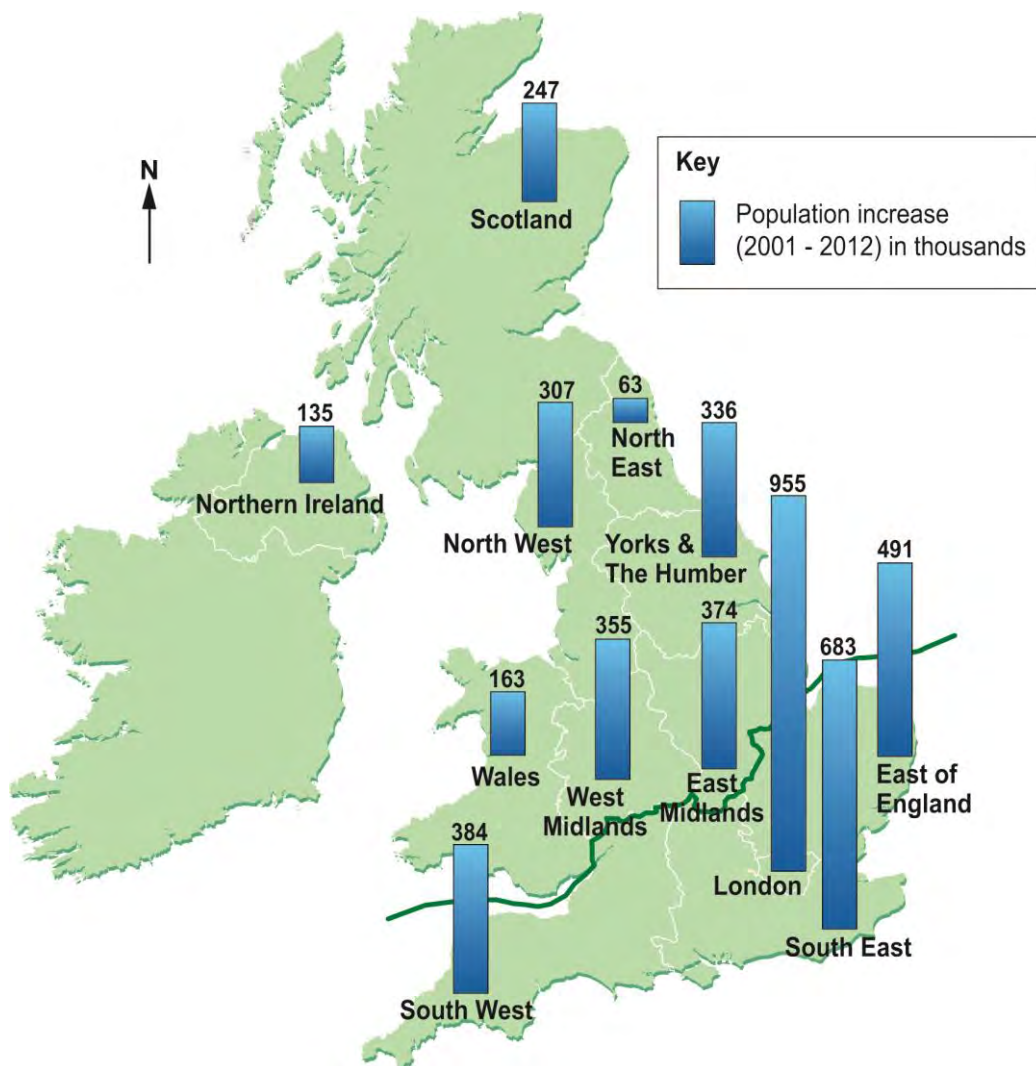 247
Scotland
N
Key
Population increase
(2001 - 2012) in thousands
135
Northern Ireland
307
North West
63
North
East
336
Yorks &
The Humber
955
London
491
East of
England
683
South East
374
East
Midlands
355
West
Midlands
163
Wales
384
South West